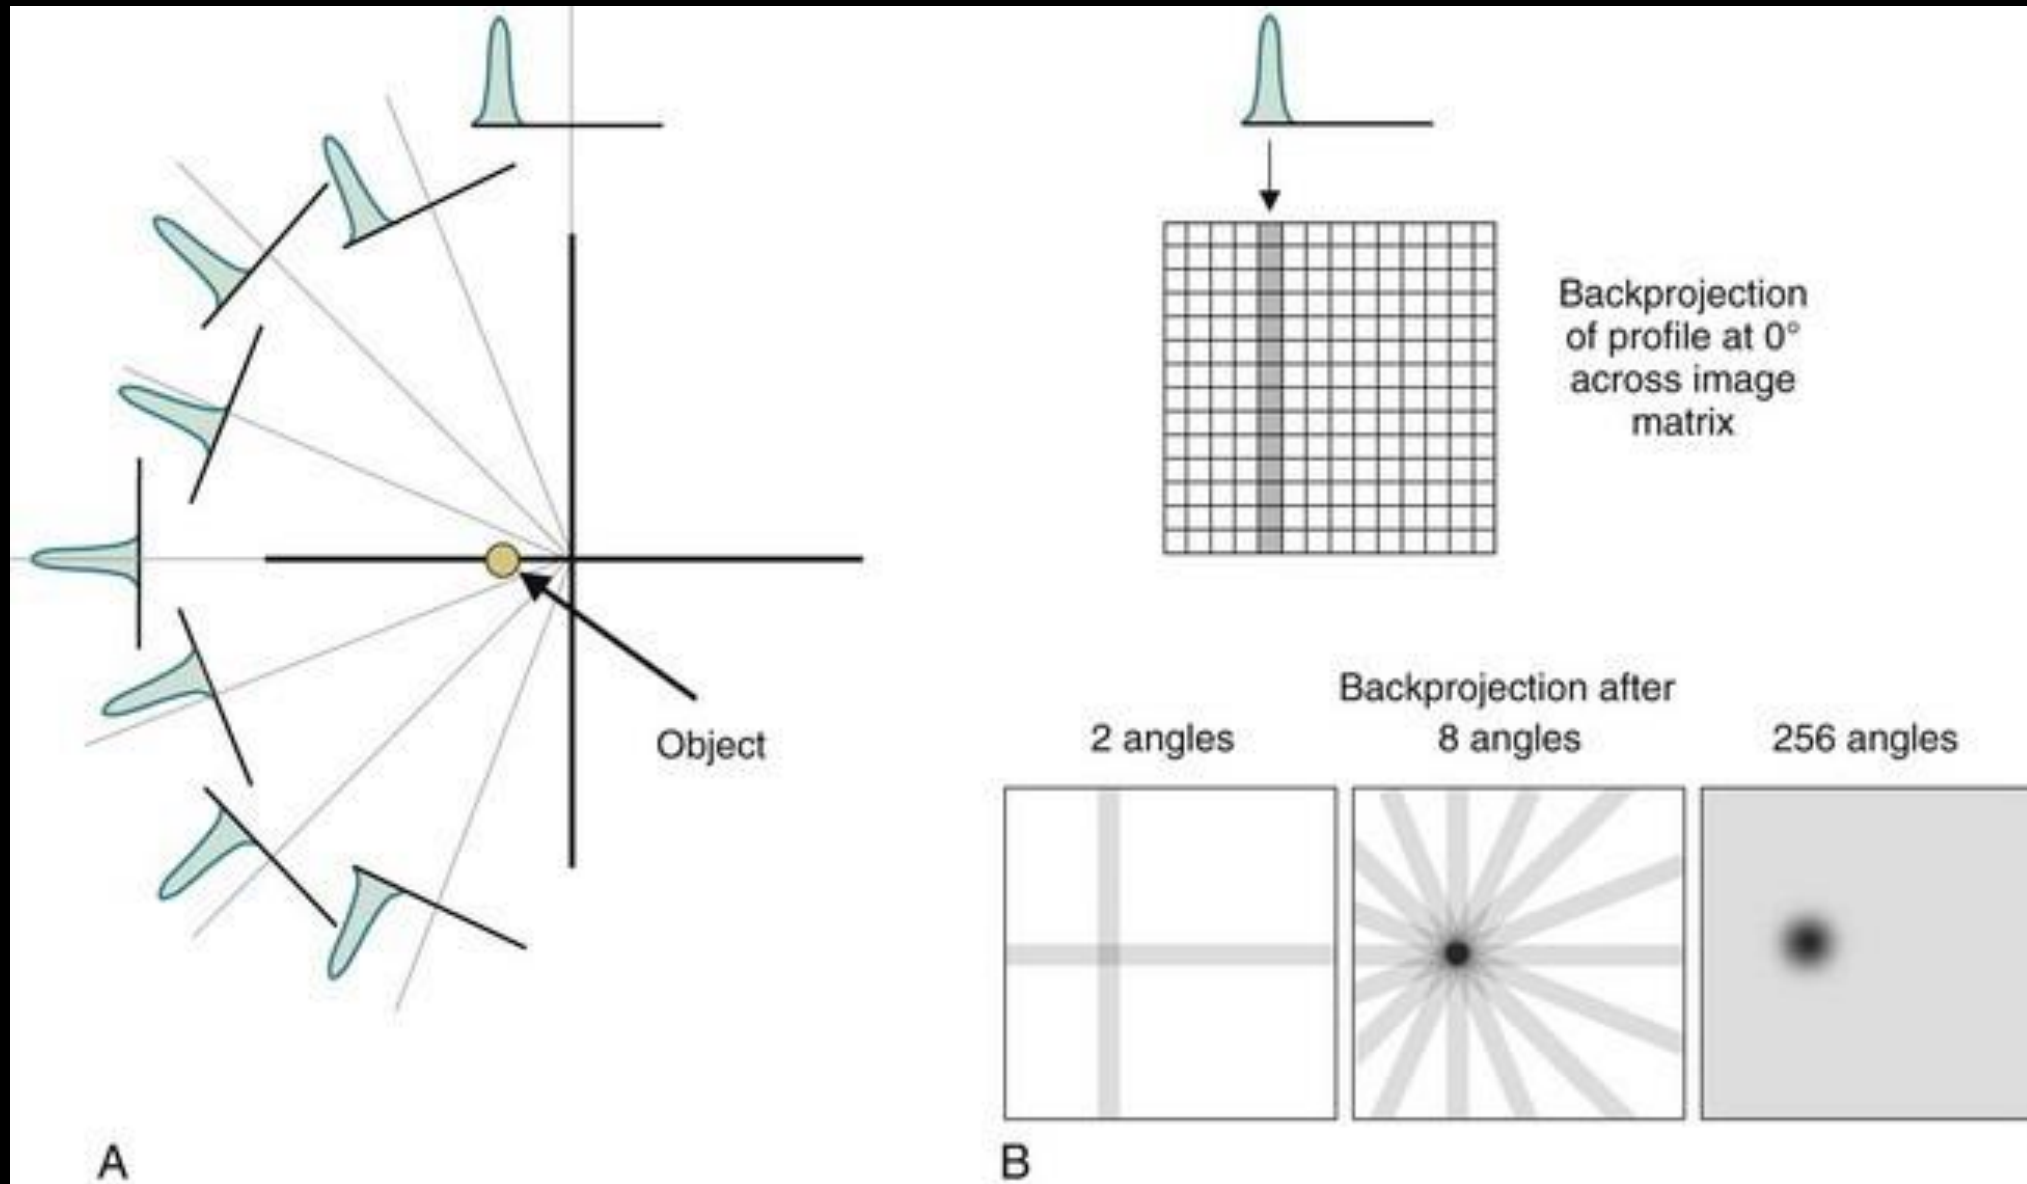 Object
A
Backprojection
of profile at 0°
across image
matrix
Backprojection after
2 angles 8 angles 256 angles
B